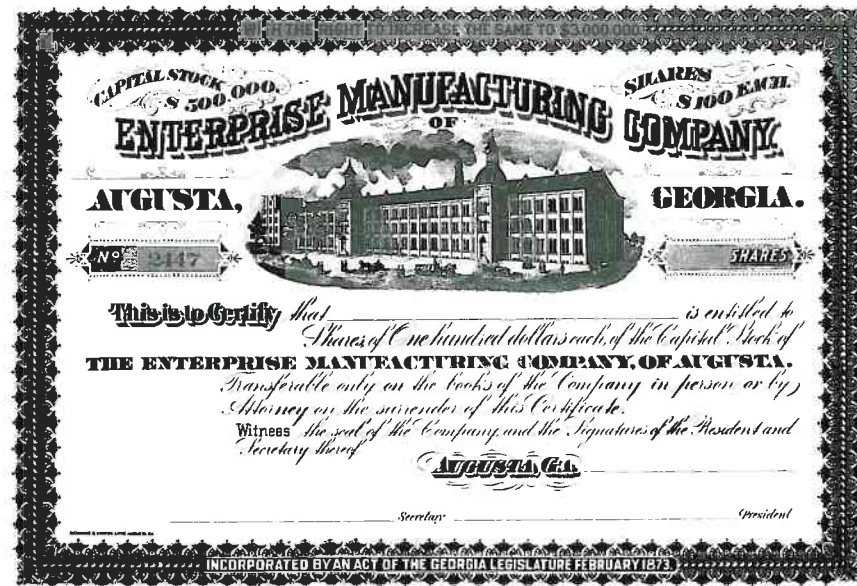 WITH THE RIGHT TO INCREASE THE SAME TO $3.000.000
CAPITAL STOCK
$ 500.000.
SHARES
$ 100 EACH.
ENTERPRISE MANUFACTURING COMPANY.
OF
AUGUSTA, GEORGIA.
Nº 2447
SHARES
This is to Certify that is entitled to
Shares of One hundred dollars each, of the Capital Stock of
THE ENTERPRISE MANUFACTURING COMPANY, OF AUGUSTA.
Transferable only on the books of the Company in person or by
Attorney on the surrender of this Certificate.
Witness the seal of the Company, and the Signatures of the President and
Secretary thereof
AUGUSTA, GA.
Secretary President
INCORPORATED BY AN ACT OF THE GEORGIA LEGISLATURE FEBRUARY 1873.